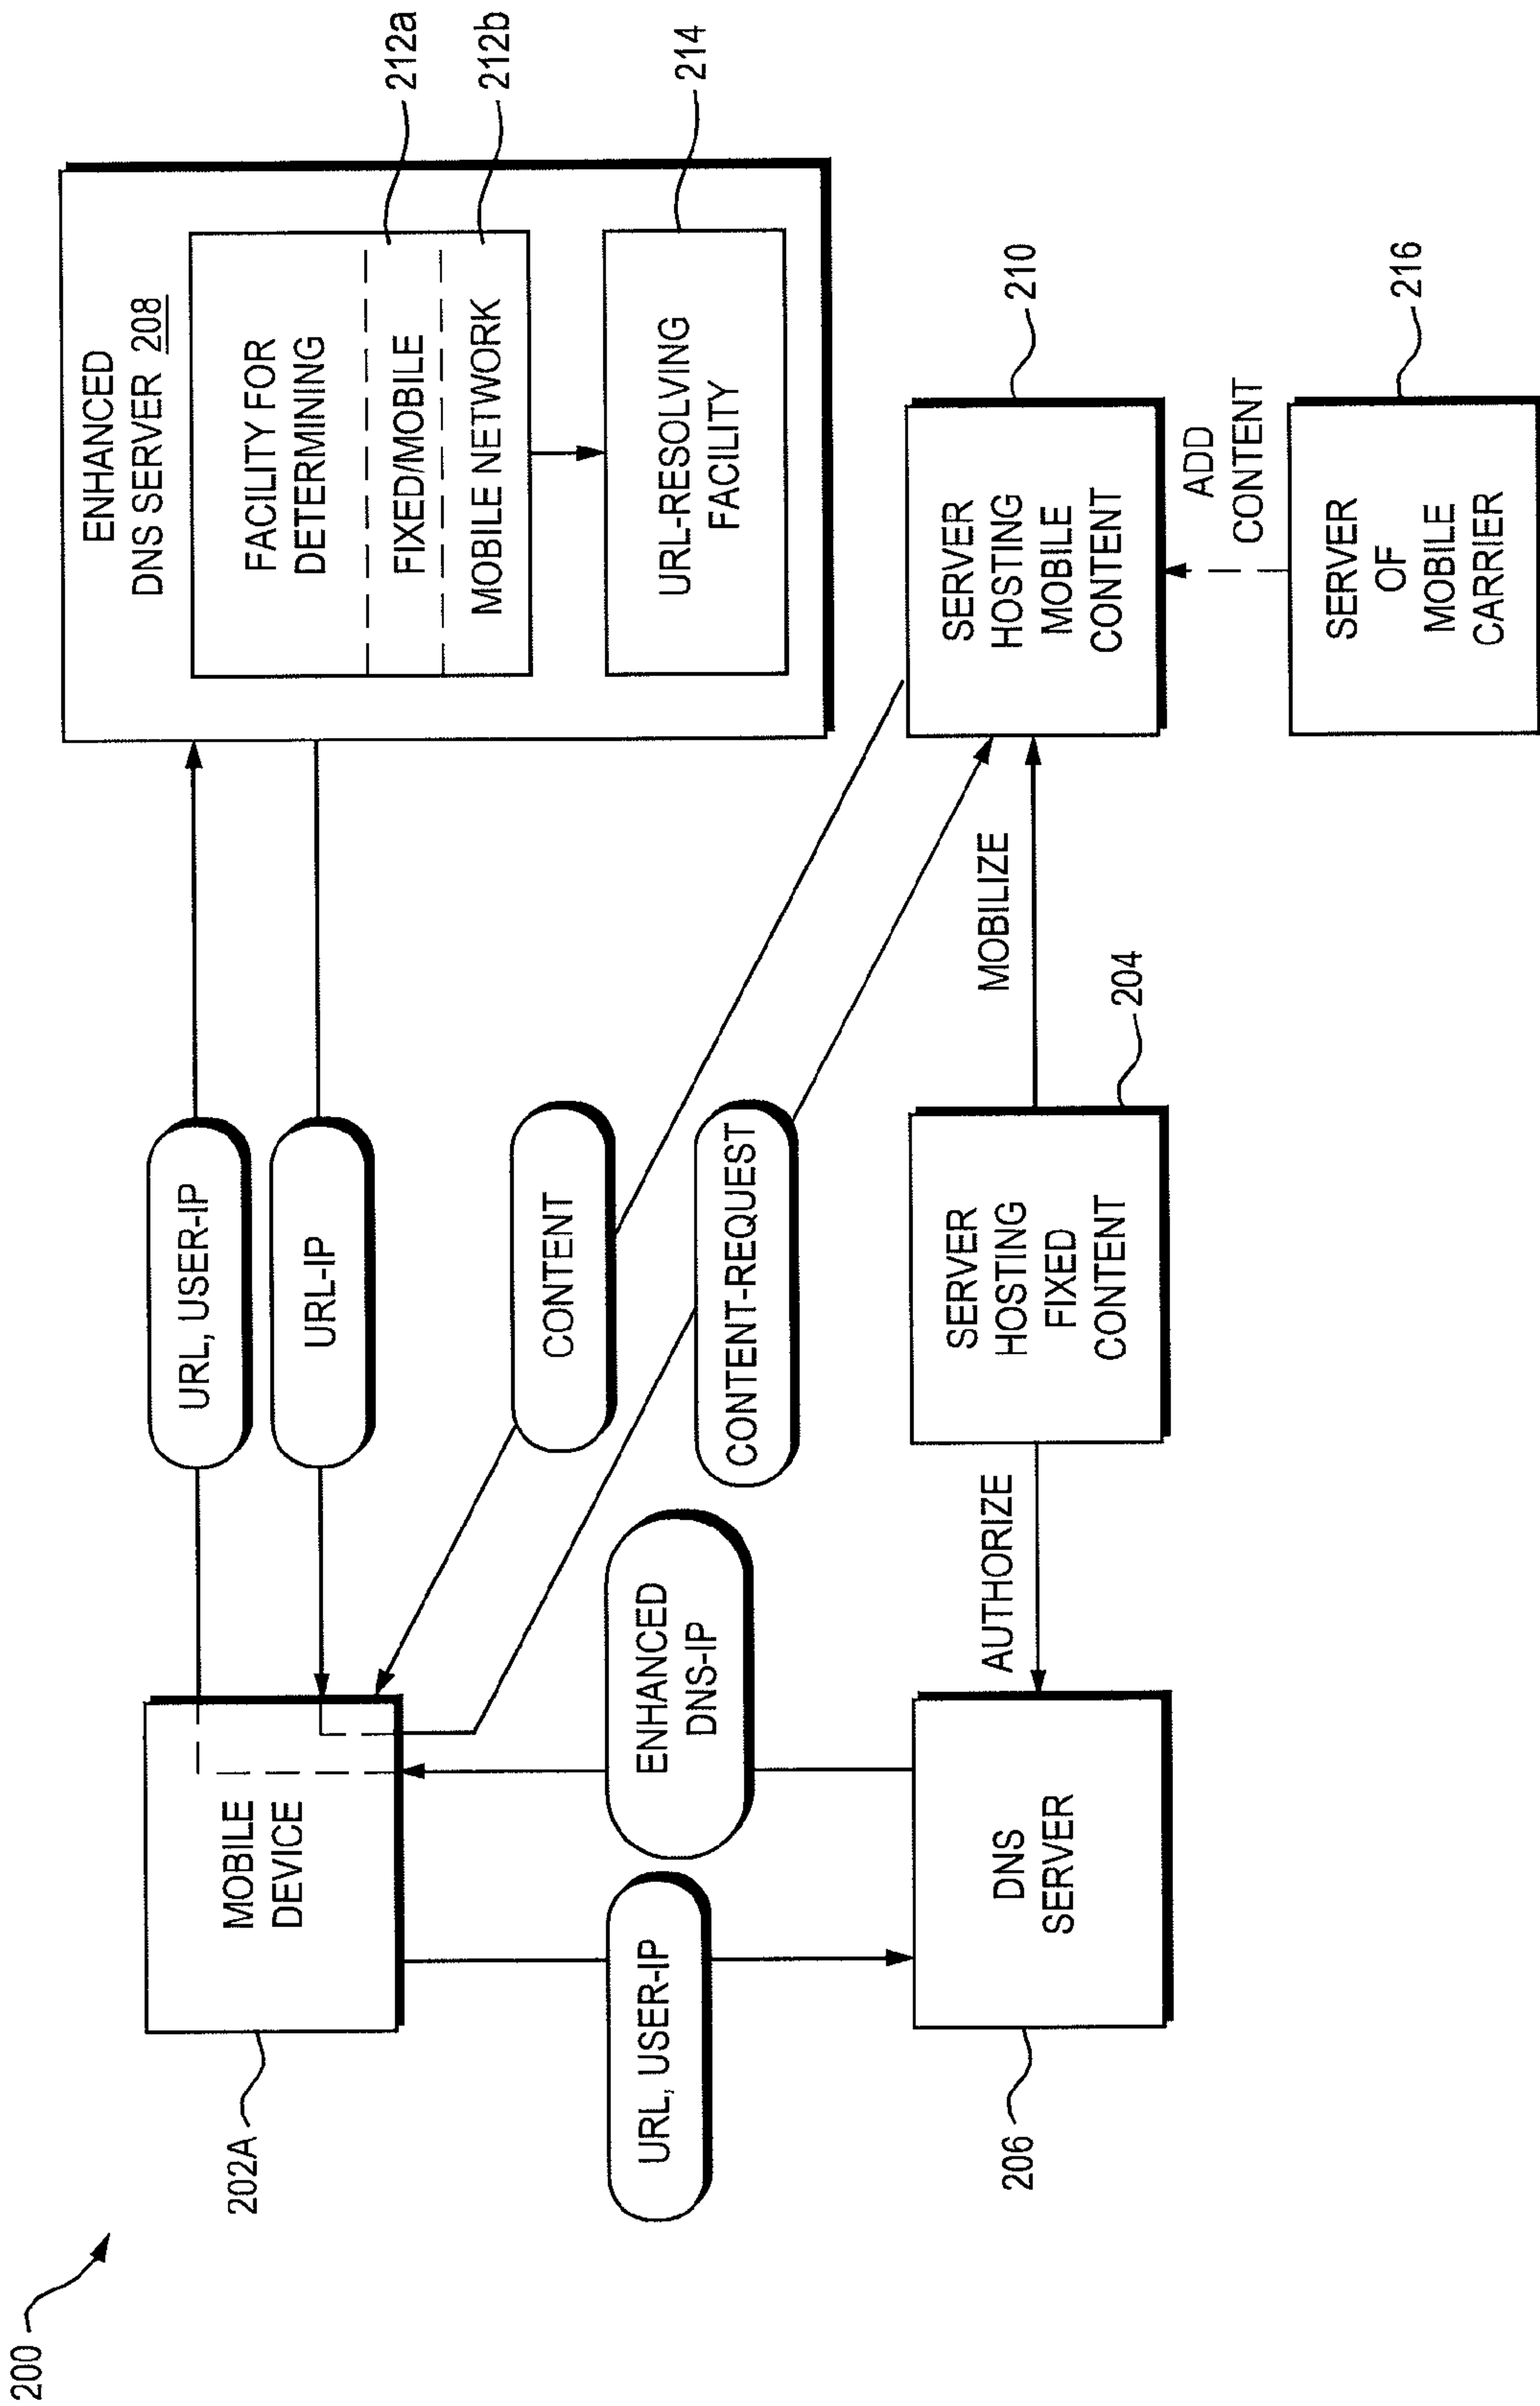 200
202A
MOBILE
DEVICE
URL, USER-IP
URL-IP
ENHANCED
DNS SERVER 208
FACILITY FOR
DETERMINING
FIXED/MOBILE
MOBILE NETWORK
212a
212b
URL-RESOLVING
FACILITY
214
URL, USER-IP
ENHANCED
DNS-IP
CONTENT
CONTENT-REQUEST
206
DNS
SERVER
AUTHORIZE
SERVER
HOSTING
FIXED
CONTENT
204
MOBILIZE
SERVER
HOSTING
MOBILE
CONTENT
210
ADD
CONTENT
SERVER
OF
MOBILE
CARRIER
216